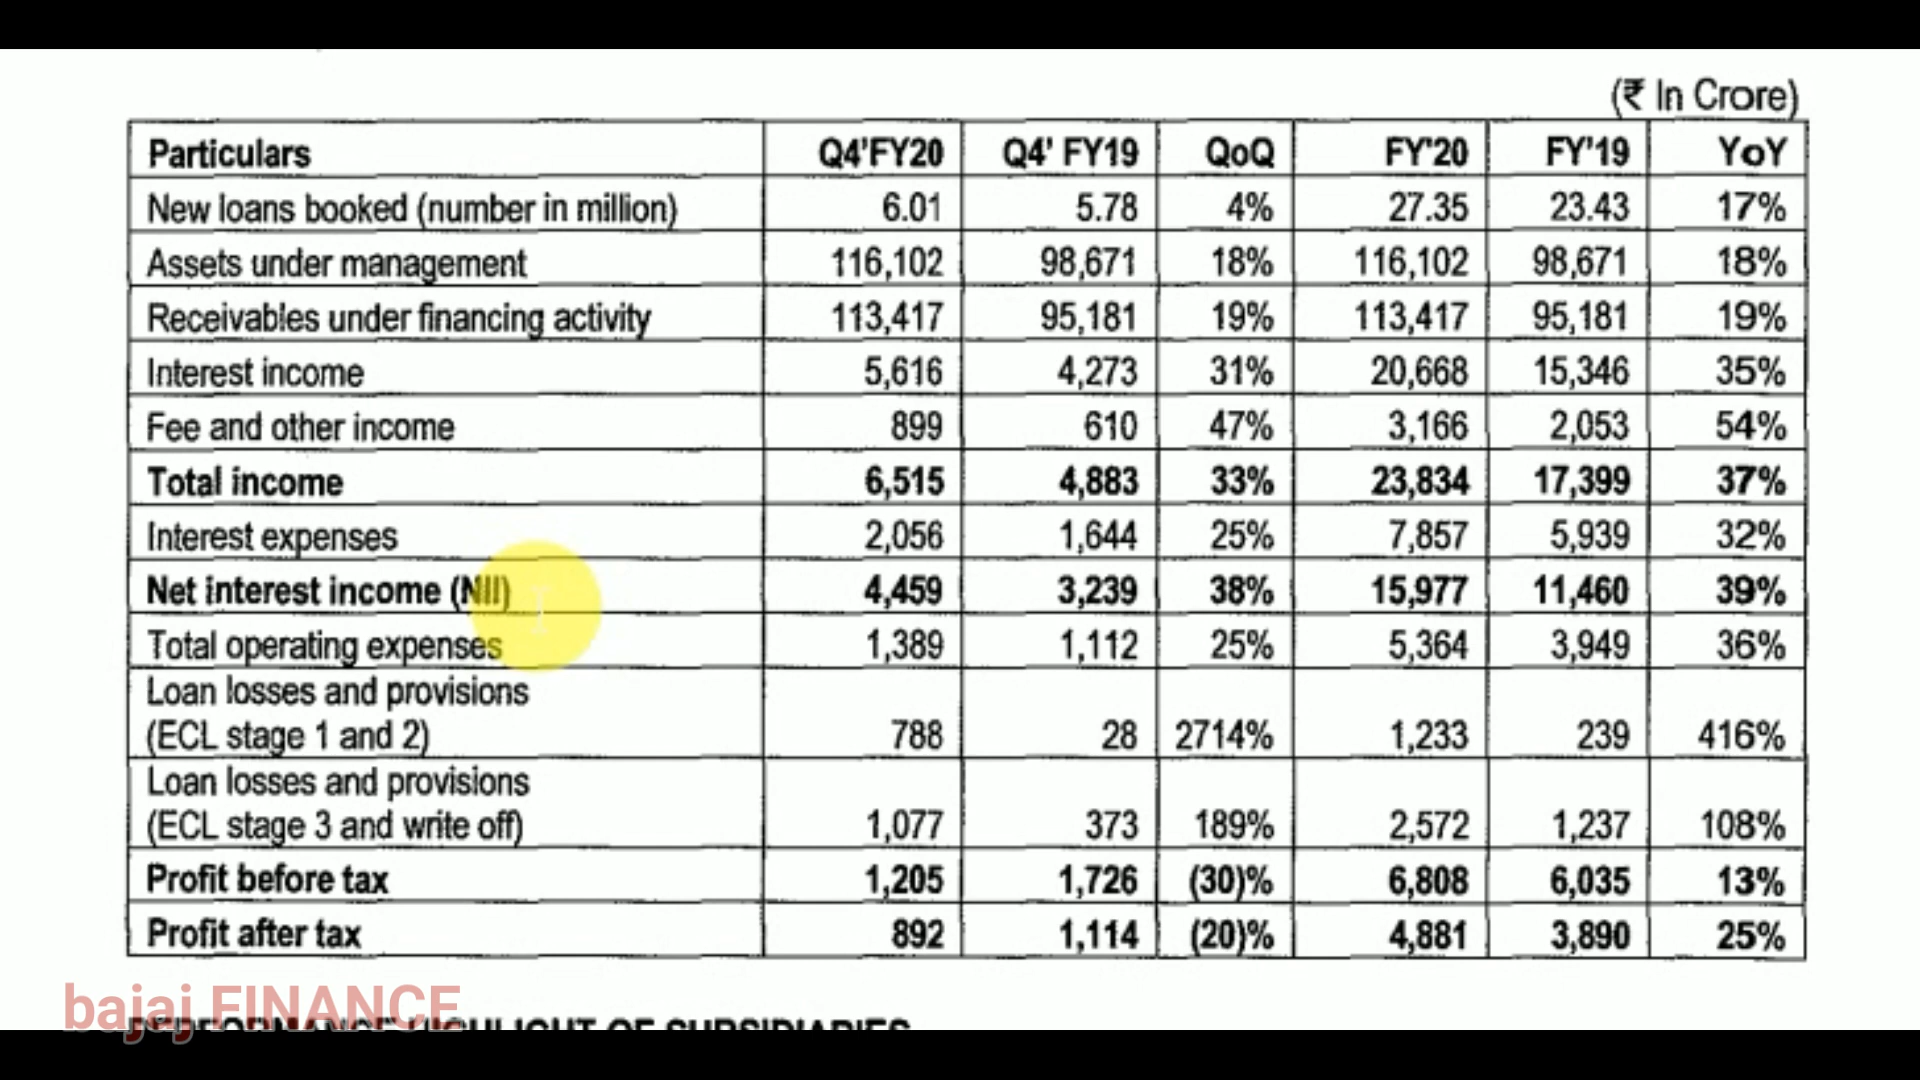 (₹ In Crore)
Particulars Q4'FY20 Q4' FY19 QoQ FY'20 FY'19 YoY
New loans booked (number in million) 6.01 5.78 4% 27.35 23.43 17%
Assets under management 116,102 98,671 18% 116,102 98,671 18%
Receivables under financing activity 113,417 95,181 19% 113,417 95,181 19%
Interest income 5,616 4,273 31% 20,668 15,346 35%
Fee and other income 899 610 47% 3,166 2,053 54%
Total income 6,515 4,883 33% 23,834 17,399 37%
Interest expenses 2,056 1,644 25% 7,857 5,939 32%
Net interest income (NII) 4,459 3,239 38% 15,977 11,460 39%
Total operating expenses 1,389 1,112 25% 5,364 3,949 36%
Loan losses and provisions
(ECL stage 1 and 2) 788 28 2714% 1,233 239 416%
Loan losses and provisions
(ECL stage 3 and write off) 1,077 373 189% 2,572 1,237 108%
Profit before tax 1,205 1,726 (30)% 6,808 6,035 13%
Profit after tax 892 1,114 (20)% 4,881 3,890 25%
bajaj FINANCE
PERFORMANCE HIGHLIGHT OF SUBSIDIARIES